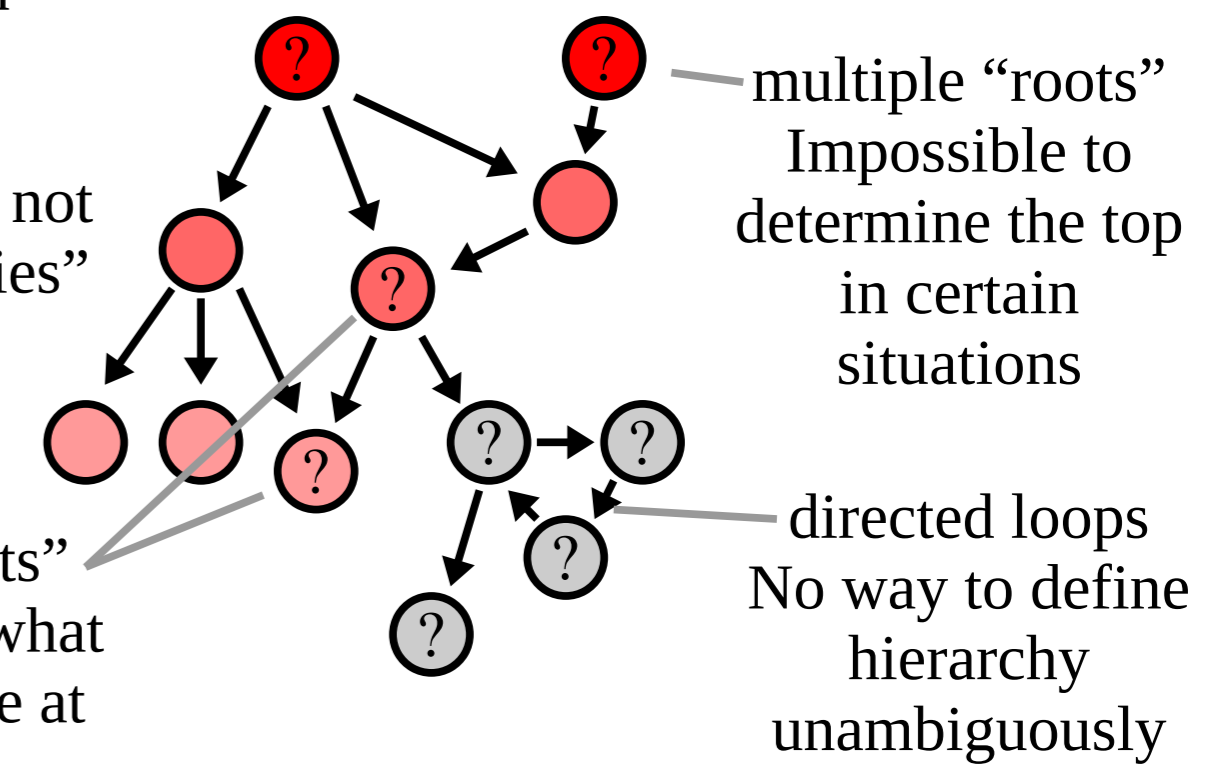 ?
?
multiple “roots”
Impossible to
determine the top
in certain
situations
not
ies”
?
?
?
?
directed loops
No way to define
hierarchy
unambiguously
?
?
ts”
what
e at